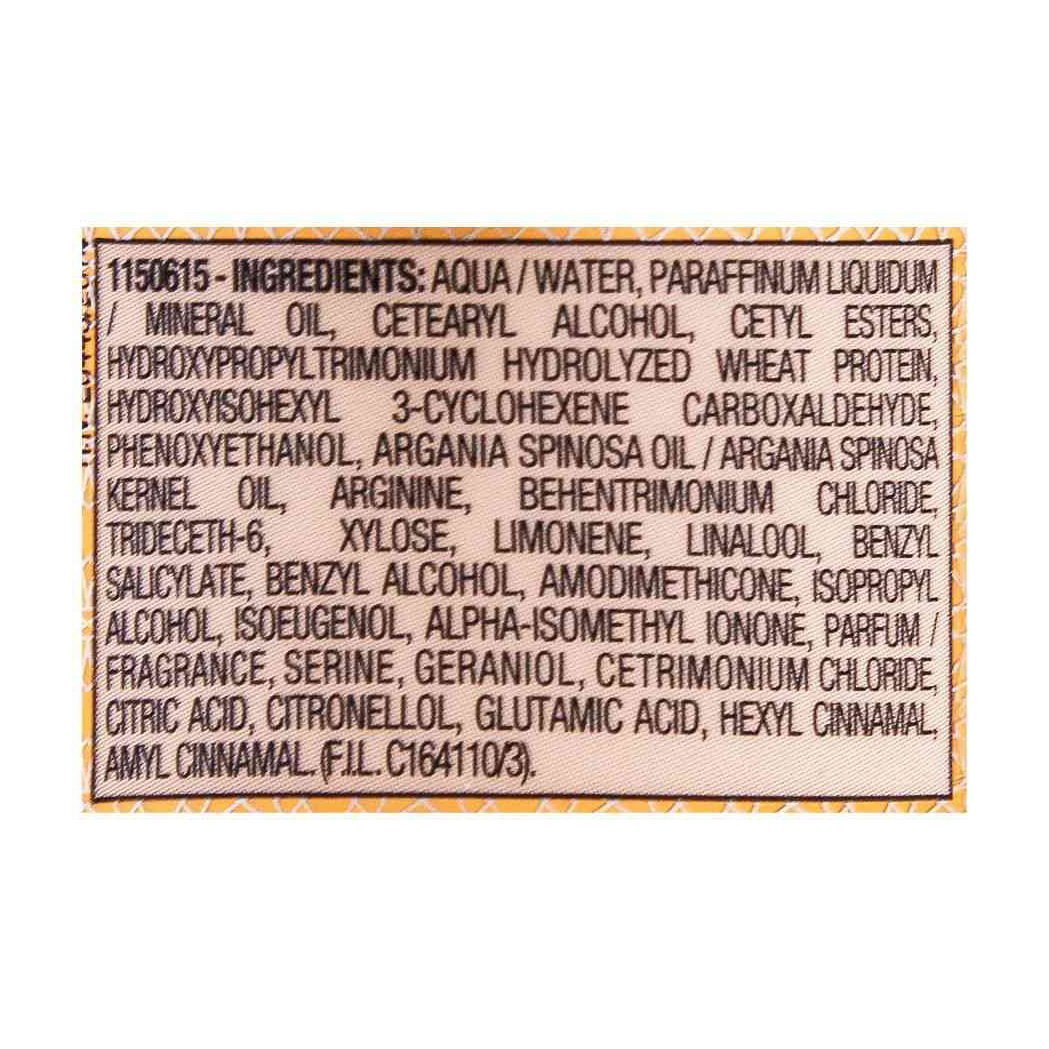 1150615 - INGREDIENTS: AQUA / WATER, PARAFFINUM LIQUIDUM
/ MINERAL OIL, CETEARYL ALCOHOL, CETYL ESTERS,
HYDROXYPROPYLTRIMONIUM HYDROLYZED WHEAT PROTEIN,
HYDROXYISOHEXYL 3-CYCLOHEXENE CARBOXALDEHYDE,
PHENOXYETHANOL, ARGANIA SPINOSA OIL / ARGANIA SPINOSA
KERNEL OIL, ARGININE, BEHENTRIMONIUM CHLORIDE,
TRIDECETH-6, XYLOSE, LIMONENE, LINALOOL, BENZYL
SALICYLATE, BENZYL ALCOHOL, AMODIMETHICONE, ISOPROPYL
ALCOHOL, ISOEUGENOL, ALPHA-ISOMETHYL IONONE, PARFUM /
FRAGRANCE, SERINE, GERANIOL, CETRIMONIUM CHLORIDE,
CITRIC ACID, CITRONELLOL, GLUTAMIC ACID, HEXYL CINNAMAL,
AMYL CINNAMAL. (F.I.L. C164110/3).